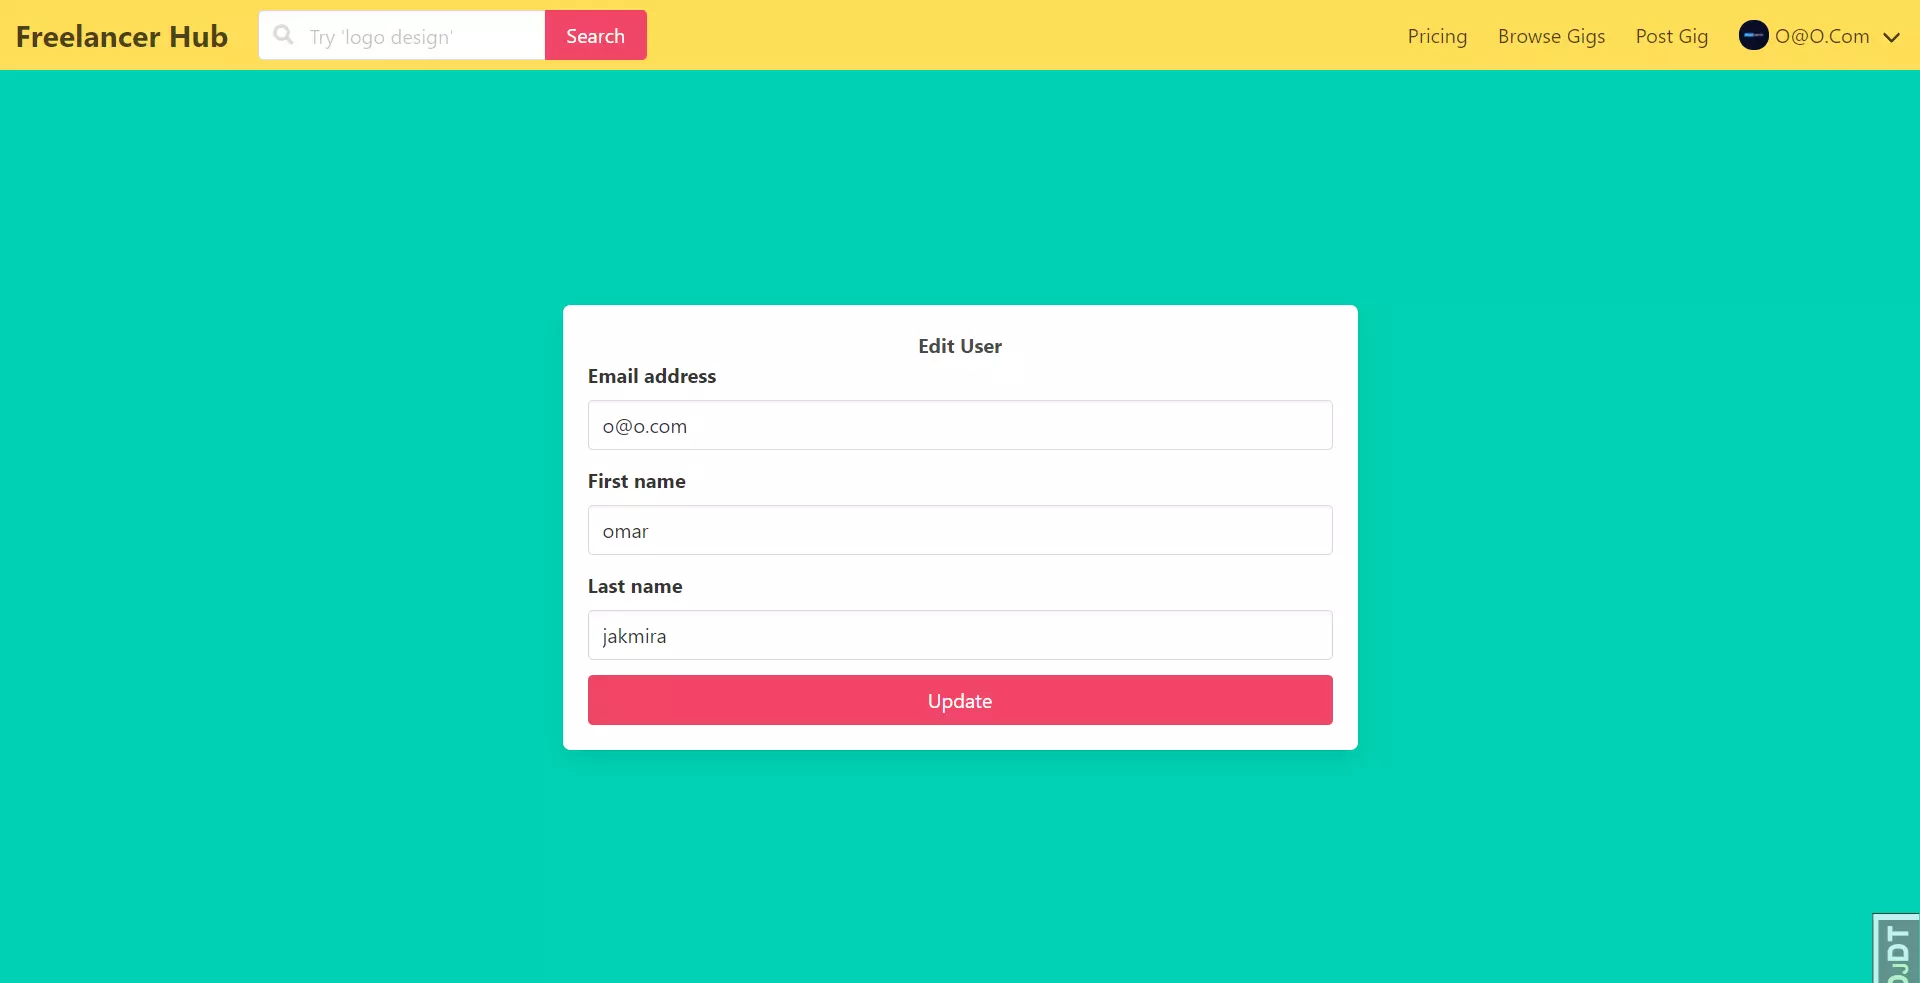 Freelancer Hub
Try 'logo design'
Search
Pricing
Browse Gigs
Post Gig
O@O.Com
Edit User
Email address
o@o.com
First name
omar
Last name
jakmira
Update
DJDT